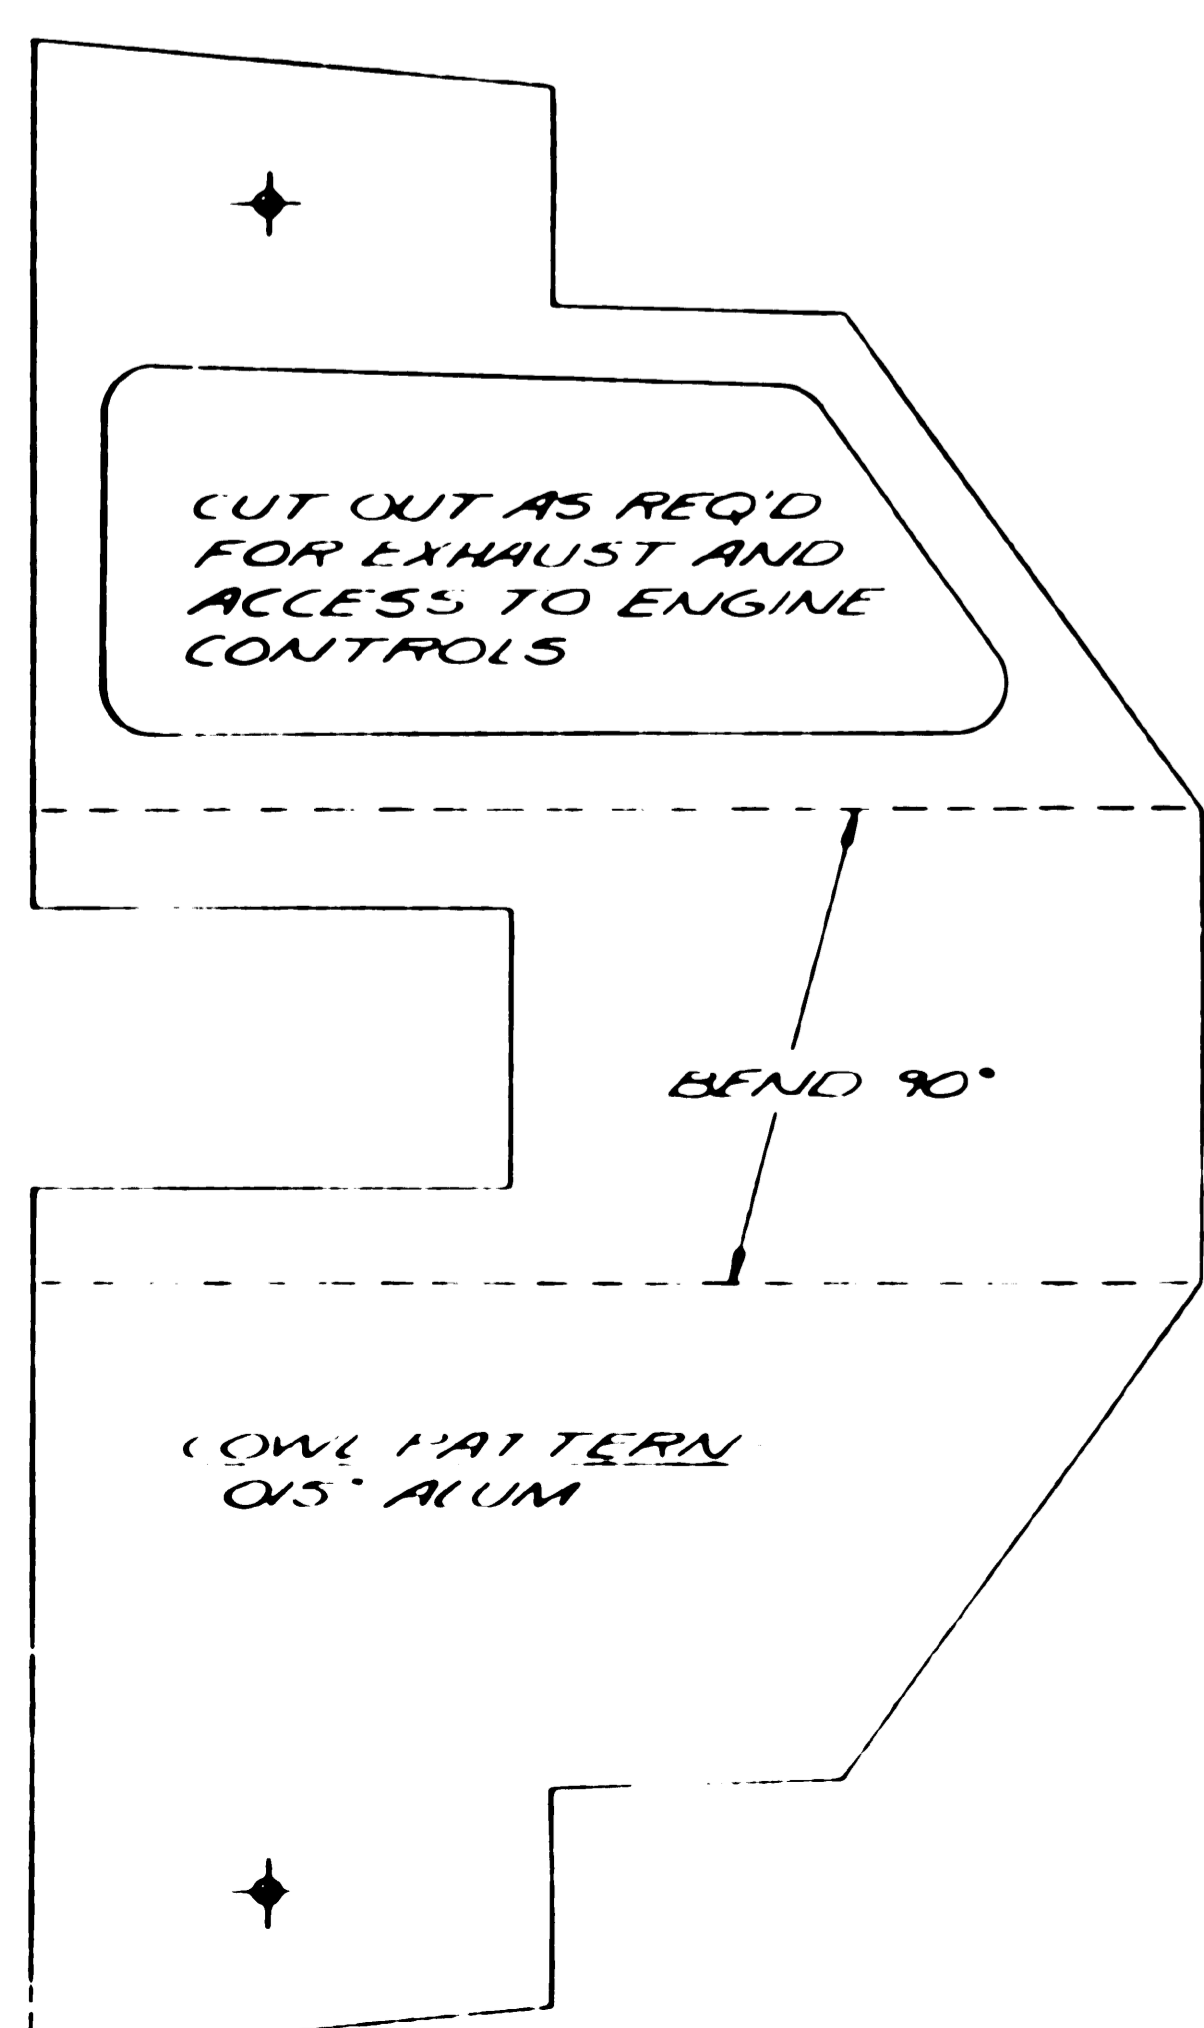 CUT OUT AS REQ'D
FOR EXHAUST AND
ACCESS TO ENGINE
CONTROLS
BEND 90°
COWL PATTERN
015" ALUM